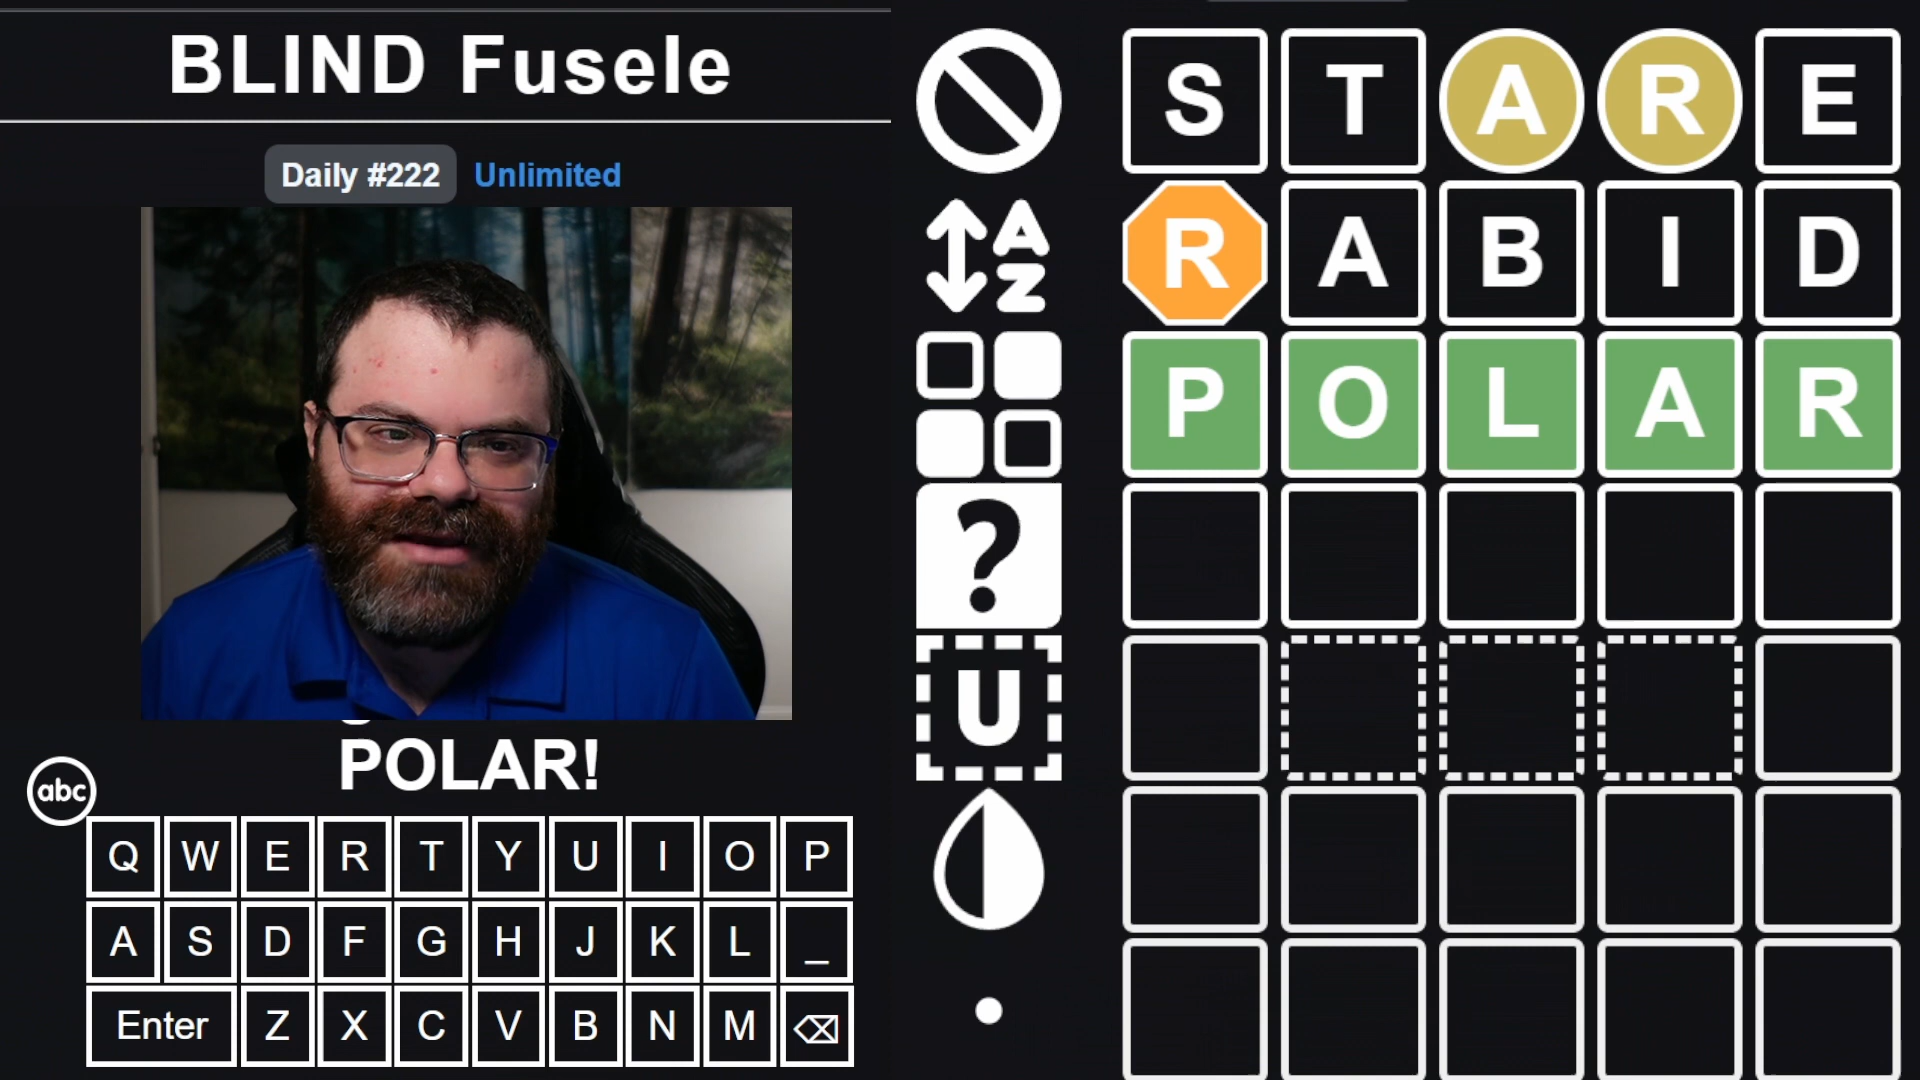 BLIND Fusele
Daily #222 Unlimited
POLAR!
abc
Q W E R T Y U I O P
A S D F G H J K L _
Enter Z X C V B N M ⌫
A
Z
?
U
S T A R E
R A B I D
P O L A R